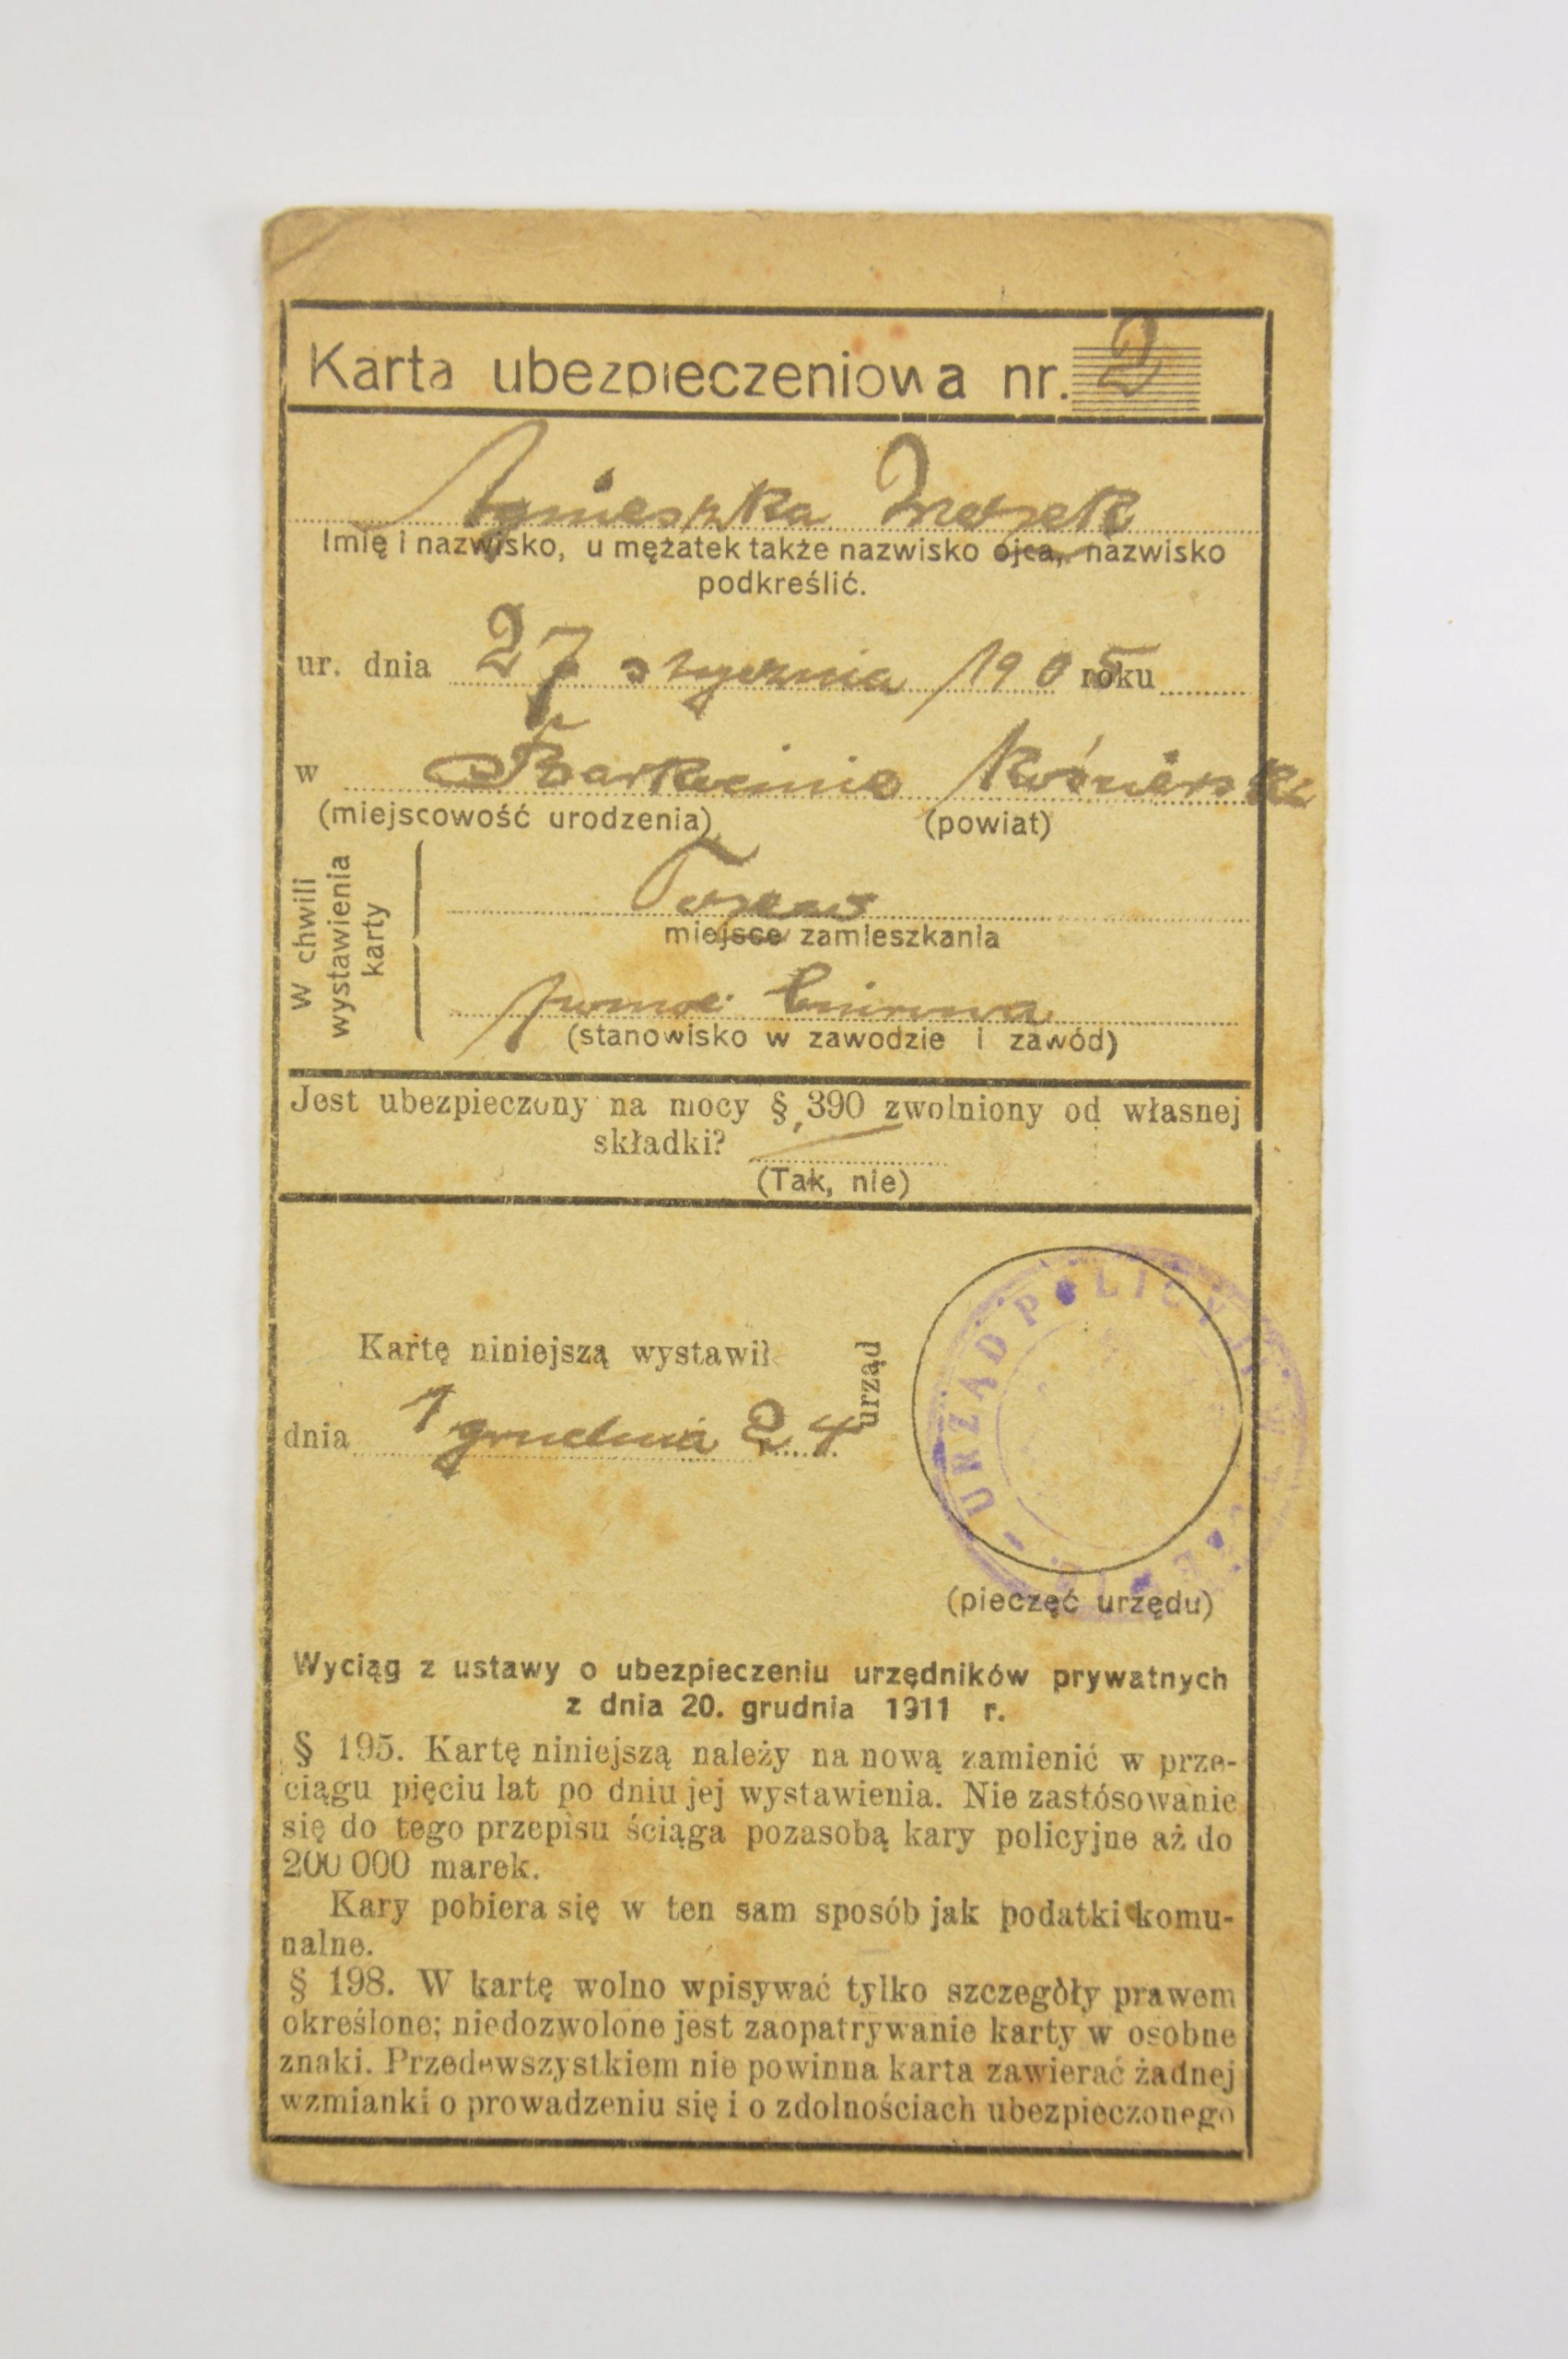 Karta ubezpieczeniowa nr. 2
Agnieszka
Imię i nazwisko, u mężatek także nazwisko ojca, nazwisko
podkreślić.
ur. dnia 27 stycznia 1905 roku
w Barkocinie Kośćierski
(miejscowość urodzenia) (powiat)
W chwili
wystawienia
karty
Tczew
miejsce zamieszkania
pomoc biurowa
(stanowisko w zawodzie i zawód)
Jest ubezpieczony na mocy § 390 zwolniony od własnej
składki?
(Tak, nie)
Kartę niniejszą wystawił
urząd
dnia 1 grudnia 24
URZĄD POLICYJNY
(pieczęć urzędu)
Wyciąg z ustawy o ubezpieczeniu urzędników prywatnych
z dnia 20. grudnia 1911 r.
§ 195. Kartę niniejszą należy na nową zamienić w prze-
ciągu pięciu lat po dniu jej wystawienia. Nie zastósowanie
się do tego przepisu ściąga pozasobą kary policyjne aż do
200 000 marek.
Kary pobiera się w ten sam sposób jak podatki komu-
nalne.
§ 198. W kartę wolno wpisywać tylko szczegóły prawem
określone; niedozwolone jest zaopatrywanie karty w osobne
znaki. Przedewszystkiem nie powinna karta zawierać żadnej
wzmianki o prowadzeniu się i o zdolnościach ubezpieczonego